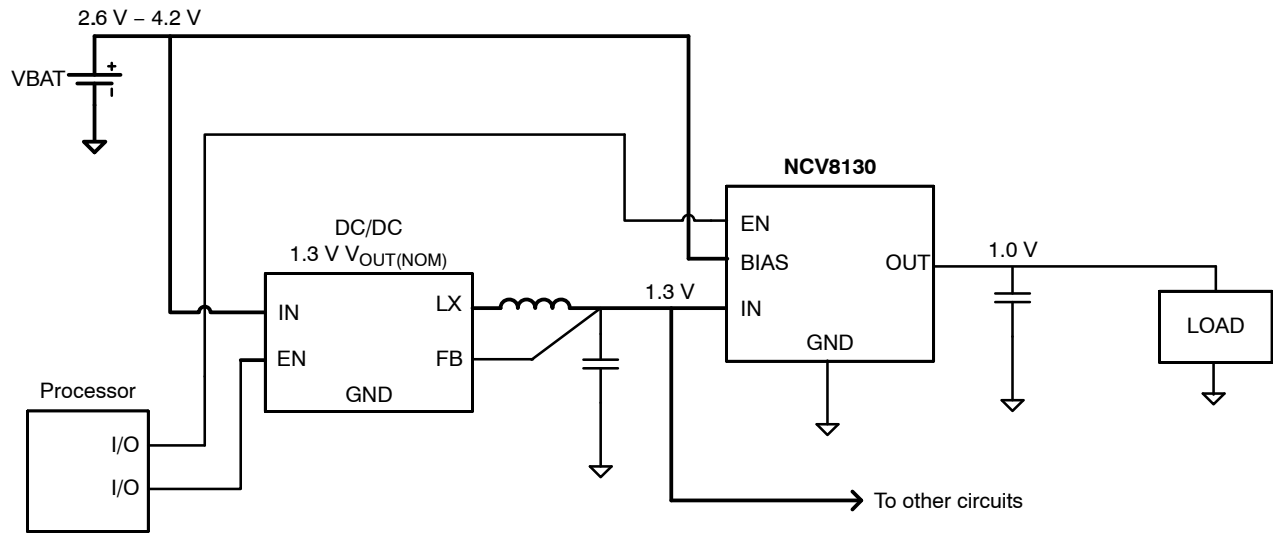 2.6 V – 4.2 V
VBAT
+
NCV8130
EN
BIAS
IN
OUT
GND
1.0 V
LOAD
DC/DC
1.3 V VOUT(NOM)
IN
EN
LX
FB
GND
1.3 V
Processor
I/O
I/O
To other circuits